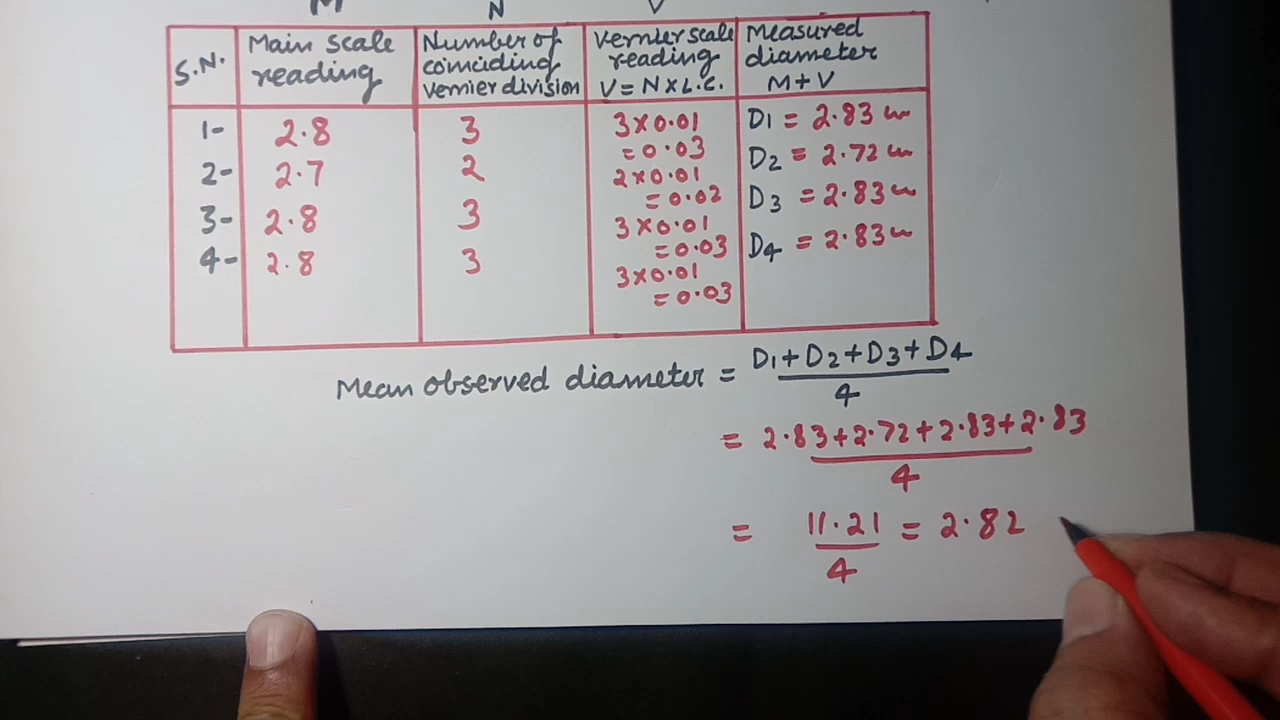 M N V
S.N. Main scale reading Number of coinciding vernier division Vernier scale reading V = N x L.C. Measured diameter M + V
1- 2.8 3 3 x 0.01 = 0.03 D1 = 2.83 cm
2- 2.7 2 2 x 0.01 = 0.02 D2 = 2.72 cm
3- 2.8 3 3 x 0.01 = 0.03 D3 = 2.83 cm
4- 2.8 3 3 x 0.01 = 0.03 D4 = 2.83 cm
Mean observed diameter = D1 + D2 + D3 + D4
4
= 2.83 + 2.72 + 2.83 + 2.83
4
= 11.21 = 2.82
4